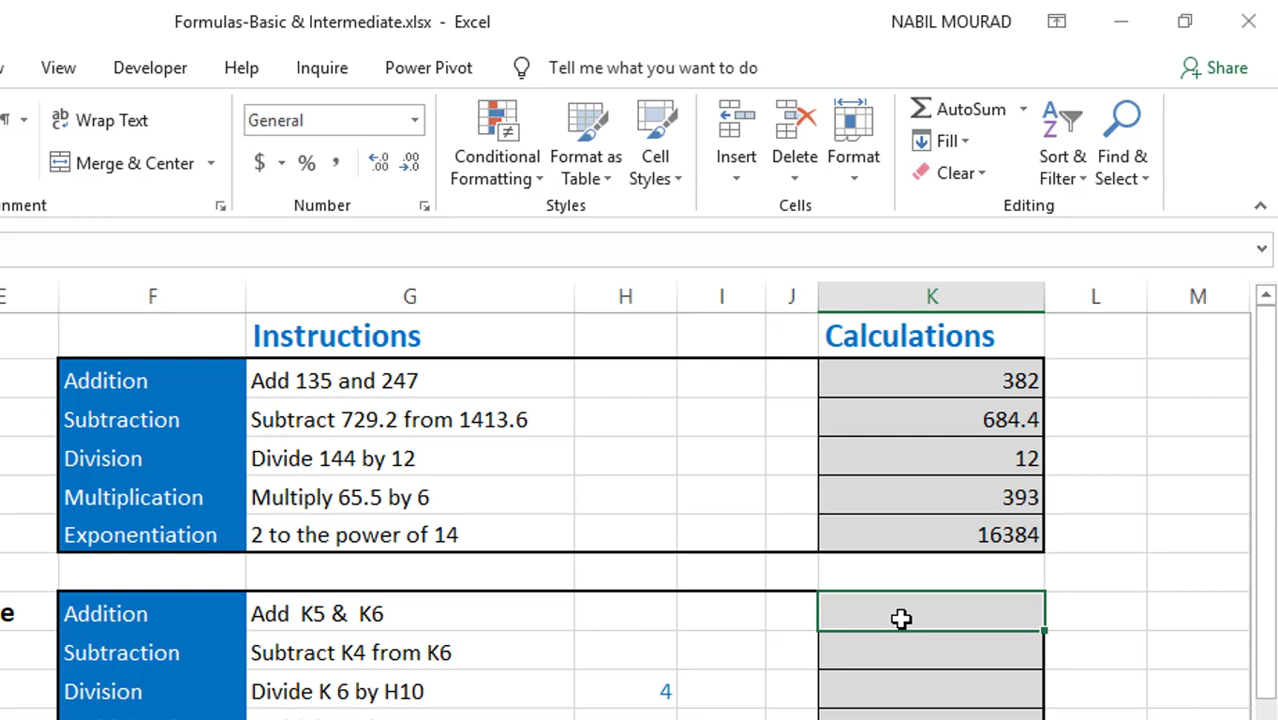 Formulas-Basic & Intermediate.xlsx - Excel
NABIL MOURAD
View Developer Help Inquire Power Pivot Tell me what you want to do Share
Wrap Text
Merge & Center
General
$ % ,
Number
Conditional Formatting
Format as Table
Cell Styles
Styles
Insert Delete Format
Cells
AutoSum
Fill
Clear
Sort & Filter
Find & Select
Editing
E F G H I J K L M
Instructions Calculations
Addition Add 135 and 247 382
Subtraction Subtract 729.2 from 1413.6 684.4
Division Divide 144 by 12 12
Multiplication Multiply 65.5 by 6 393
Exponentiation 2 to the power of 14 16384
e Addition Add K5 & K6
Subtraction Subtract K4 from K6
Division Divide K 6 by H10 4